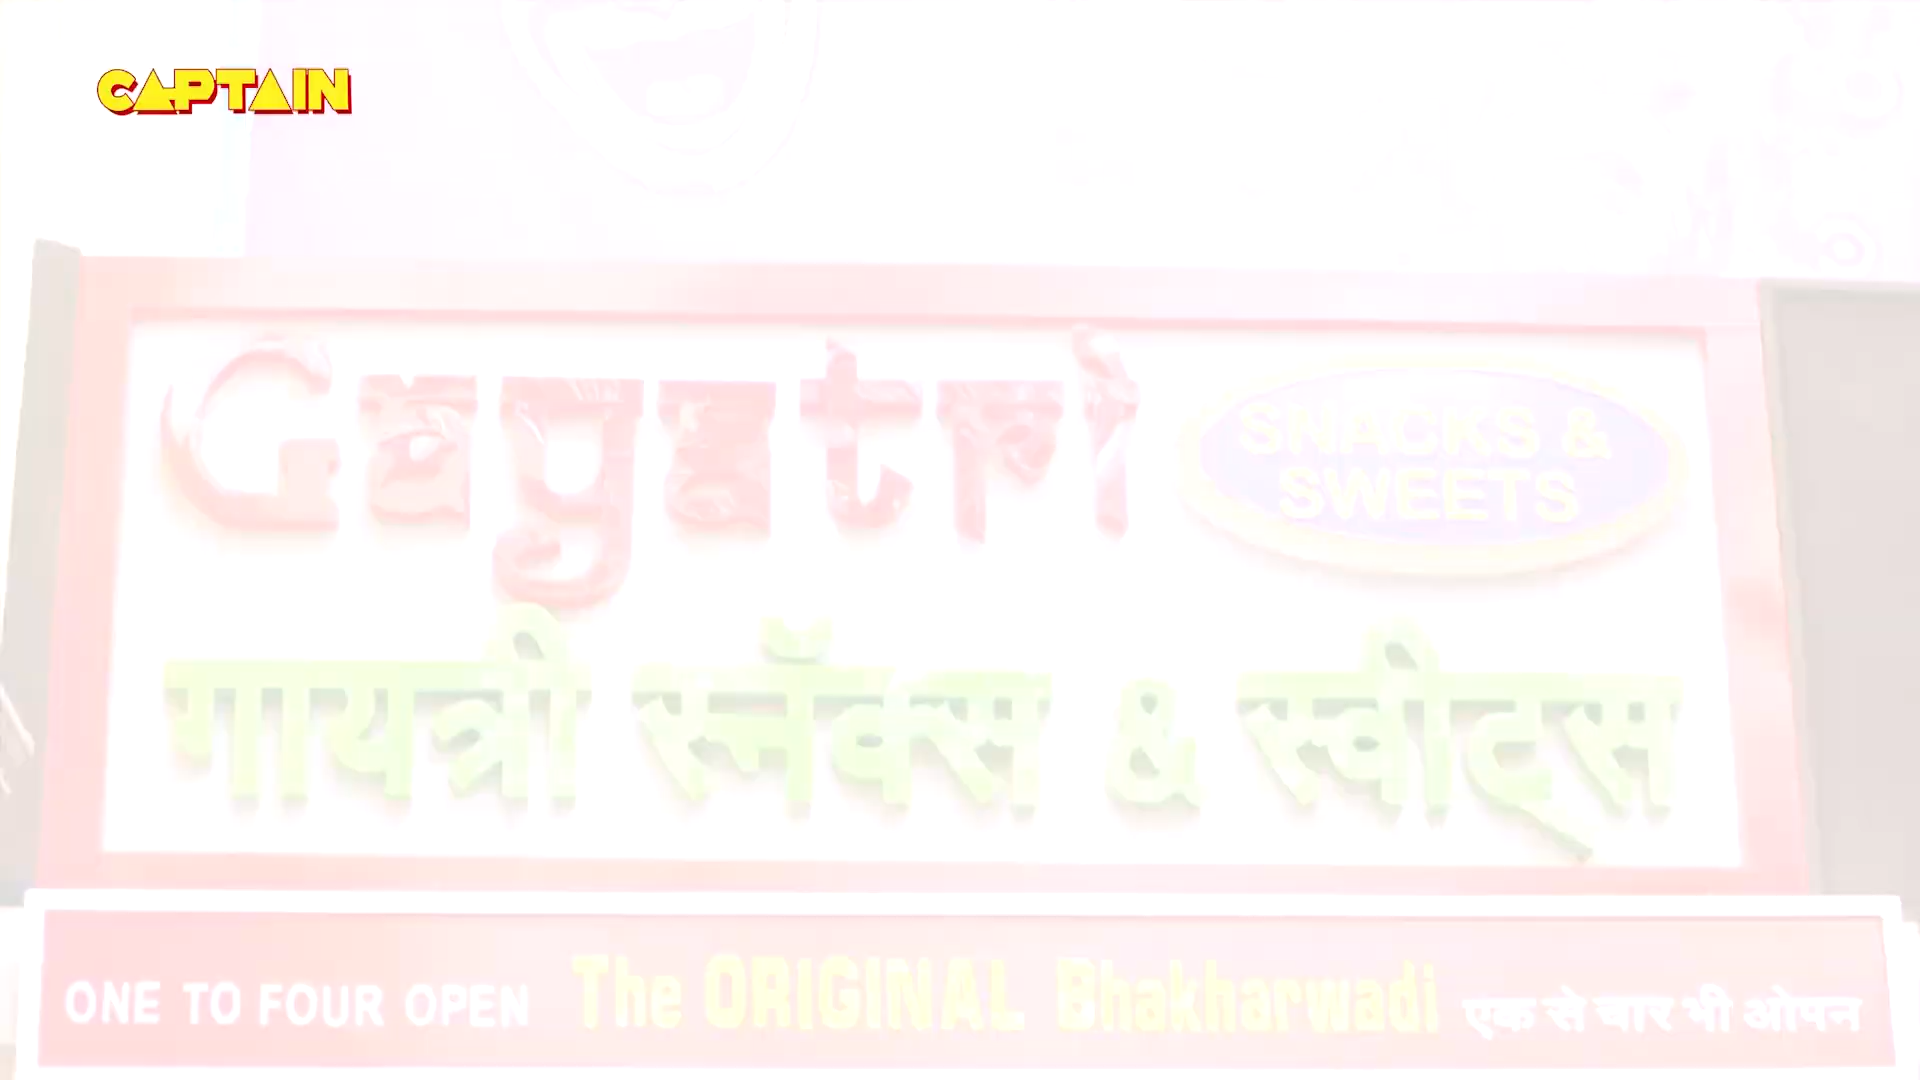 CAPTAIN
Gayatri
SNACKS &
SWEETS
गायत्री स्नॅक्स & स्वीट्स
ONE TO FOUR OPEN The ORIGINAL Bhakharwadi एक से चार भी ओपन